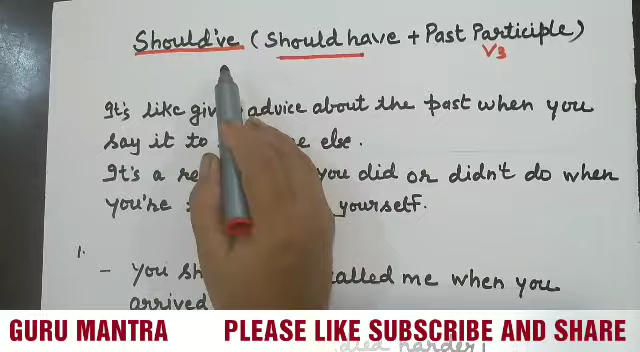 Should've (Should have + Past Participle)
V3
It's like give advice about the past when you
say it to else.
It's a you did or didn't do when
you're yourself.
1.
- You called me when you
arrived
GURU MANTRA PLEASE LIKE SUBSCRIBE AND SHARE
harder!